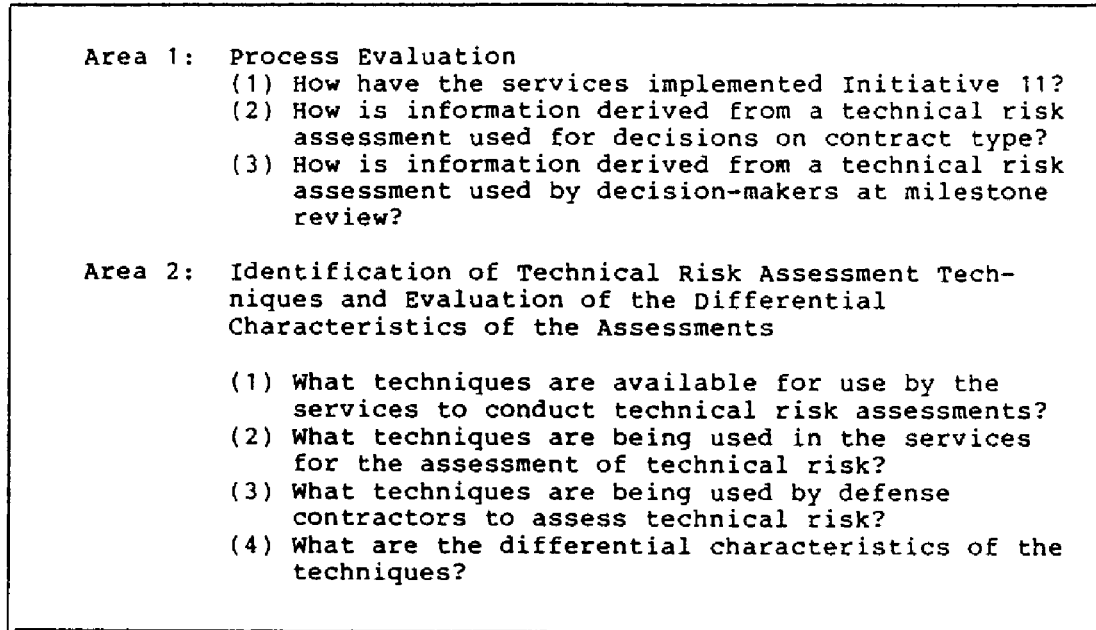 Area 1: Process Evaluation
(1) How have the services implemented Initiative 11?
(2) How is information derived from a technical risk
assessment used for decisions on contract type?
(3) How is information derived from a technical risk
assessment used by decision-makers at milestone
review?
Area 2: Identification of Technical Risk Assessment Tech-
niques and Evaluation of the Differential
Characteristics of the Assessments
(1) What techniques are available for use by the
services to conduct technical risk assessments?
(2) What techniques are being used in the services
for the assessment of technical risk?
(3) What techniques are being used by defense
contractors to assess technical risk?
(4) What are the differential characteristics of the
techniques?